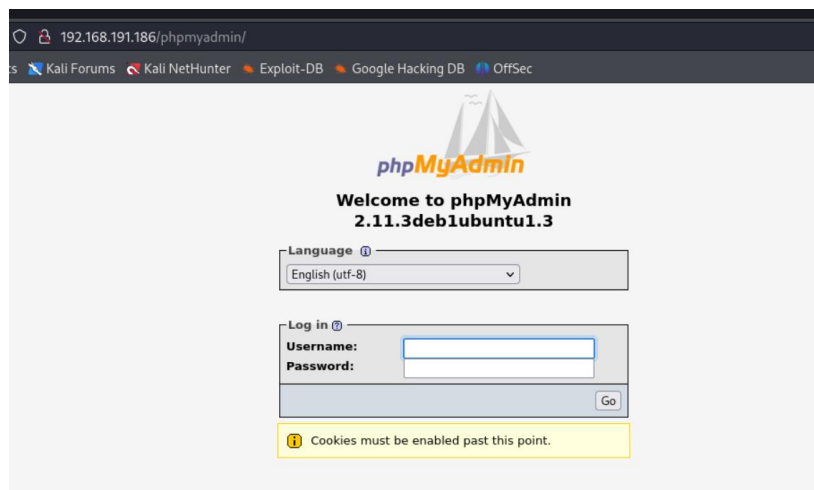 192.168.191.186/phpmyadmin/
s Kali Forums Kali NetHunter Exploit-DB Google Hacking DB OffSec
phpMyAdmin
Welcome to phpMyAdmin
2.11.3deb1ubuntu1.3
Language
English (utf-8)
Log in
Username:
Password:
Go
Cookies must be enabled past this point.